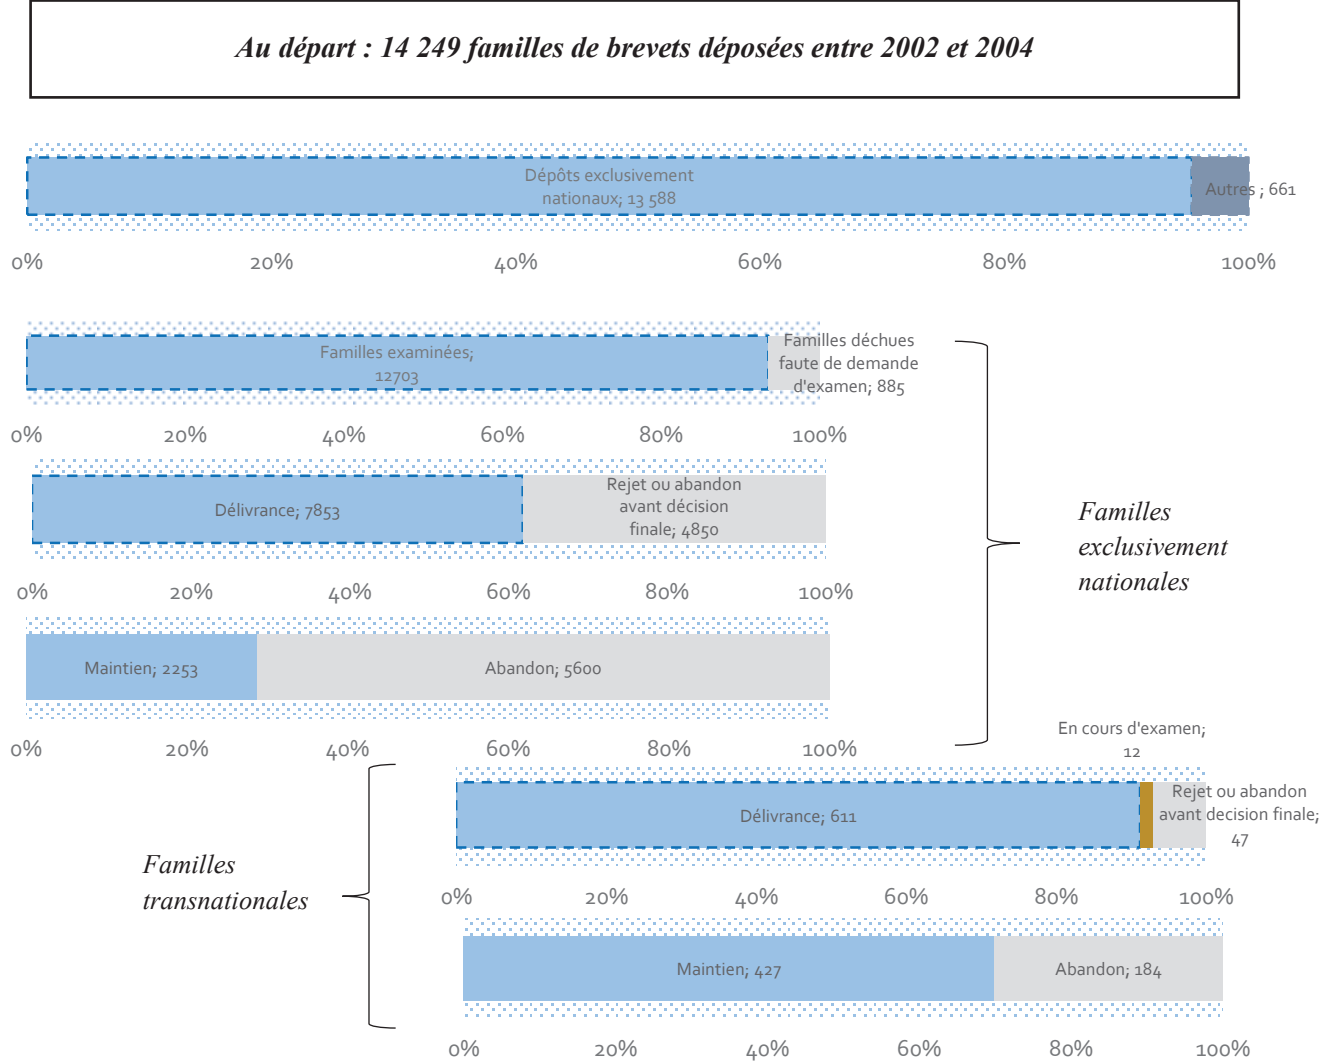 Au départ : 14 249 familles de brevets déposées entre 2002 et 2004
Dépôts exclusivement
nationaux; 13 588
Autres ; 661
0% 20% 40% 60% 80% 100%
Familles examinées;
12703
Familles déchues
faute de demande
d'examen; 885
0% 20% 40% 60% 80% 100%
Délivrance; 7853
Rejet ou abandon
avant décision
finale; 4850
0% 20% 40% 60% 80% 100%
Familles
exclusivement
nationales
Maintien; 2253
Abandon; 5600
0% 20% 40% 60% 80% 100%
En cours d'examen;
12
Délivrance; 611
Rejet ou abandon
avant decision finale;
47
0% 20% 40% 60% 80% 100%
Familles
transnationales
Maintien; 427
Abandon; 184
0% 20% 40% 60% 80% 100%